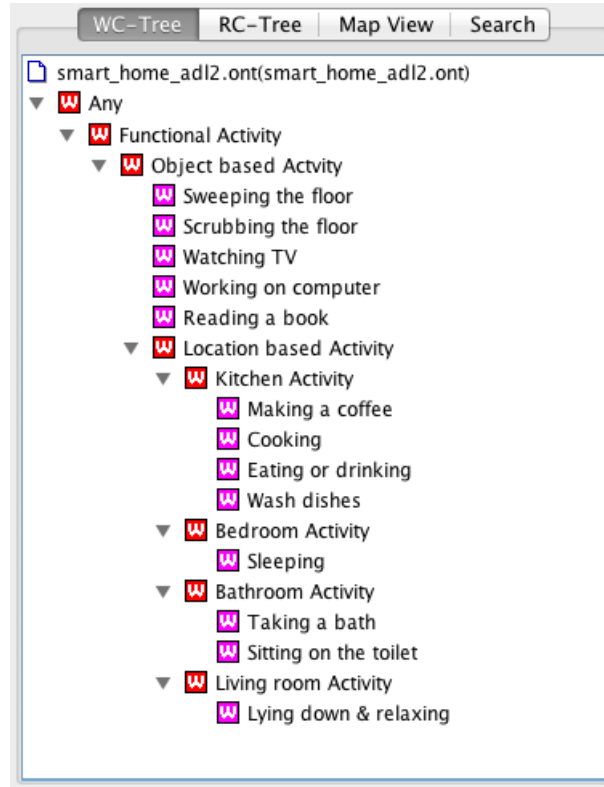 WC-Tree RC-Tree Map View Search
smart_home_adl2.ont(smart_home_adl2.ont)
Any
Functional Activity
Object based Actvity
Sweeping the floor
Scrubbing the floor
Watching TV
Working on computer
Reading a book
Location based Activity
Kitchen Activity
Making a coffee
Cooking
Eating or drinking
Wash dishes
Bedroom Activity
Sleeping
Bathroom Activity
Taking a bath
Sitting on the toilet
Living room Activity
Lying down & relaxing